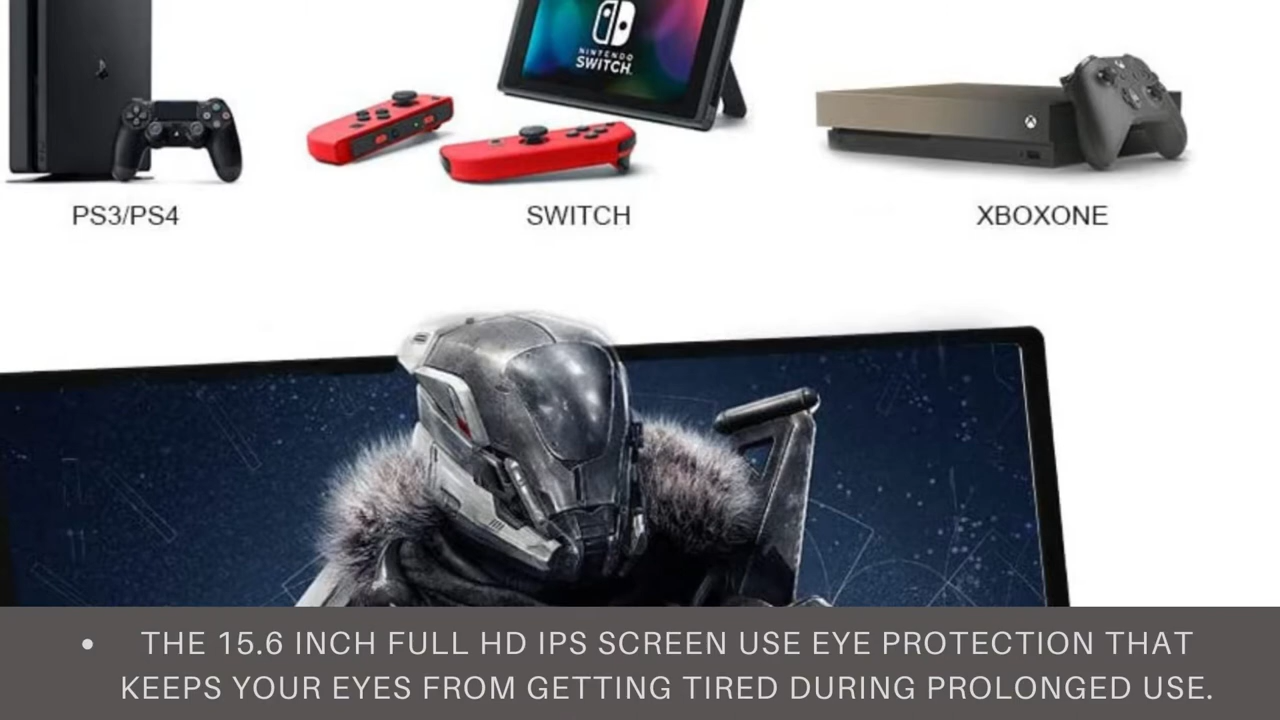 NINTENDO
SWITCH.
PS3/PS4
SWITCH
XBOXONE
• THE 15.6 INCH FULL HD IPS SCREEN USE EYE PROTECTION THAT
KEEPS YOUR EYES FROM GETTING TIRED DURING PROLONGED USE.